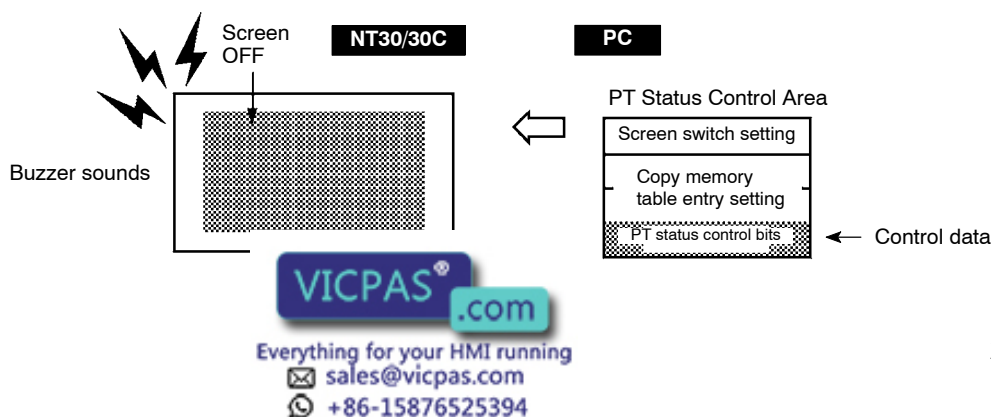 Screen
OFF
NT30/30C
PC
PT Status Control Area
Screen switch setting
Copy memory
table entry setting
PT status control bits
Control data
Buzzer sounds
VICPAS®
.com
Everything for your HMI running
sales@vicpas.com
+86-15876525394